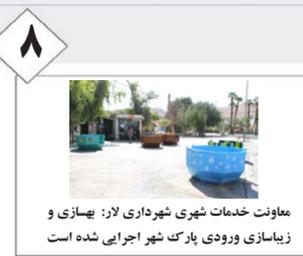 ۸
معاونت خدمات شهری شهرداری لار: بهسازی و
زیباسازی ورودی پارک شهر اجرایی شده است